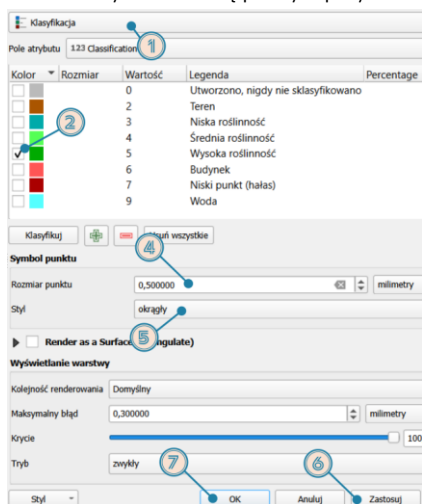 Klasyfikacja
1
Pole atrybutu 123 Classification
Kolor Rozmiar Wartość Legenda Percentage
0 Utworzono, nigdy nie sklasyfikowano
2 Teren
2
3 Niska roślinność
4 Średnia roślinność
5 Wysoka roślinność
6 Budynek
7 Niski punkt (hałas)
9 Woda
Klasyfikuj wszystkie
4
Symbol punktu
Rozmiar punktu 0,500000 milimetry
Styl okrągły
5
Render as a
Wyświetlanie warstwy
Kolejność renderowania Domyślny
Maksymalny błąd 0,300000 milimetry
Krycie 100
Tryb zwykły
7 6
Styl OK Anuluj Zastosuj